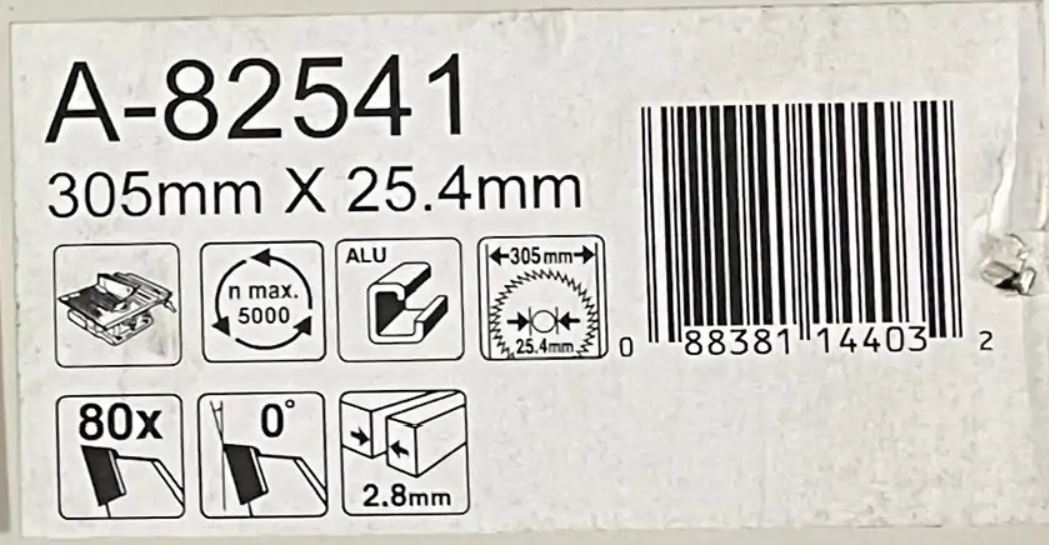 A-82541
305mm X 25.4mm
n max.
5000
ALU
305mm
25.4mm
0 88381 14403 2
80x
0°
2.8mm